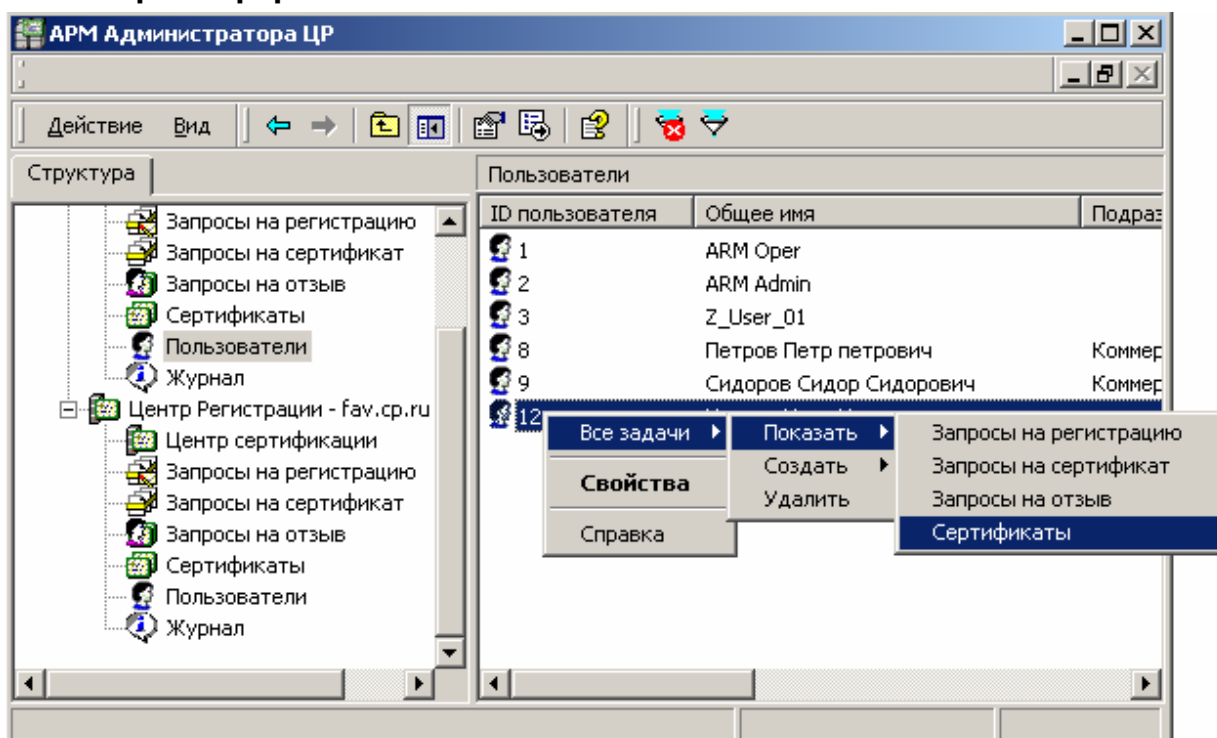 АРМ Администратора ЦР
Действие Вид
Структура
Запросы на регистрацию
Запросы на сертификат
Запросы на отзыв
Сертификаты
Пользователи
Журнал
Центр Регистрации - fav.cp.ru
Центр сертификации
Запросы на регистрацию
Запросы на сертификат
Запросы на отзыв
Сертификаты
Пользователи
Журнал
Пользователи
ID пользователя Общее имя Подраз
1 ARM Oper
2 ARM Admin
3 Z_User_01
8 Петров Петр петрович Коммер
9 Сидоров Сидор Сидорович Коммер
12
Все задачи
Свойства
Справка
Показать
Создать
Удалить
Запросы на регистрацию
Запросы на сертификат
Запросы на отзыв
Сертификаты